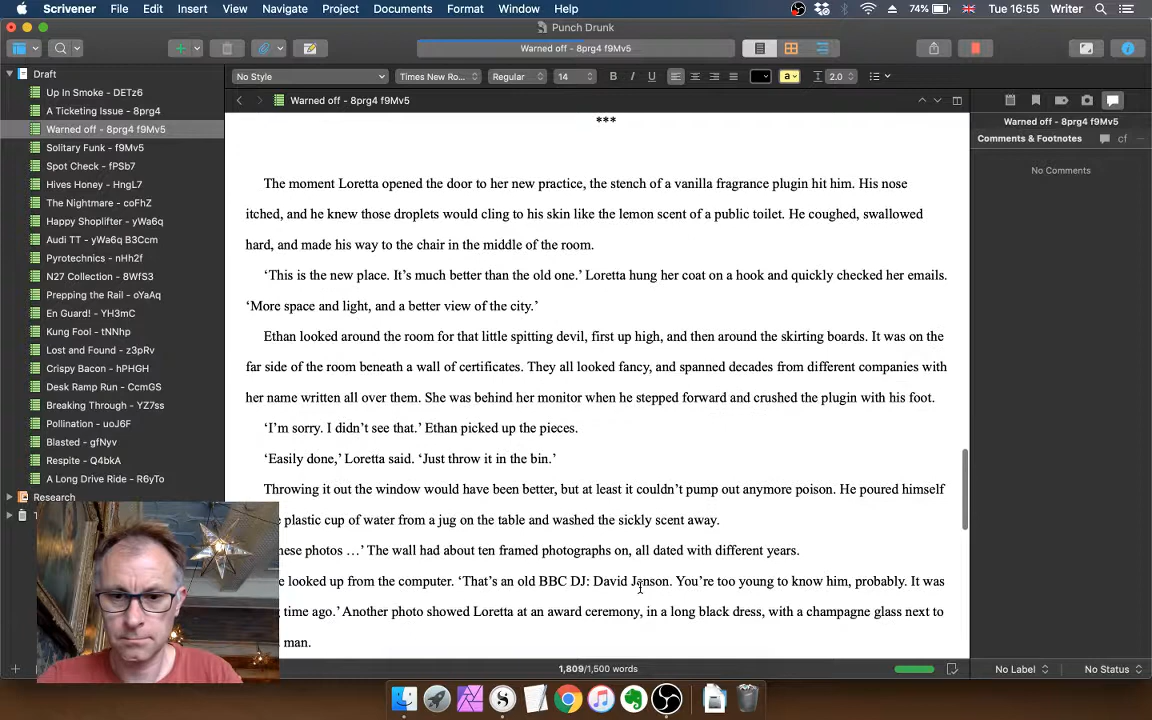 Scrivener File Edit Insert View Navigate Project Documents Format Window Help 74% Tue 16:55 Writer
Punch Drunk
Warned off - 8prg4 f9Mv5
No Style Times New Ro... Regular 14 B I U a 2.0
Draft
Up In Smoke - DETz6
A Ticketing Issue - 8prg4
Warned off - 8prg4 f9Mv5
Solitary Funk - f9Mv5
Spot Check - fPSb7
Hives Honey - HngL7
The Nightmare - coFhZ
Happy Shoplifter - yWa6q
Audi TT - yWa6q B3Ccm
Pyrotechnics - nHh2f
N27 Collection - 8WfS3
Prepping the Rail - oYaAq
En Guard! - YH3mC
Kung Fool - tNNhp
Lost and Found - z3pRv
Crispy Bacon - hPHGH
Desk Ramp Run - CcmGS
Breaking Through - YZ7ss
Pollination - uoJ6F
Blasted - gfNyv
Respite - Q4bkA
A Long Drive Ride - R6yTo
Research
Warned off - 8prg4 f9Mv5
***
The moment Loretta opened the door to her new practice, the stench of a vanilla fragrance plugin hit him. His nose
itched, and he knew those droplets would cling to his skin like the lemon scent of a public toilet. He coughed, swallowed
hard, and made his way to the chair in the middle of the room.
‘This is the new place. It’s much better than the old one.’ Loretta hung her coat on a hook and quickly checked her emails.
‘More space and light, and a better view of the city.’
Ethan looked around the room for that little spitting devil, first up high, and then around the skirting boards. It was on the
far side of the room beneath a wall of certificates. They all looked fancy, and spanned decades from different companies with
her name written all over them. She was behind her monitor when he stepped forward and crushed the plugin with his foot.
‘I’m sorry. I didn’t see that.’ Ethan picked up the pieces.
‘Easily done,’ Loretta said. ‘Just throw it in the bin.’
Throwing it out the window would have been better, but at least it couldn’t pump out anymore poison. He poured himself
plastic cup of water from a jug on the table and washed the sickly scent away.
photos …’ The wall had about ten framed photographs on, all dated with different years.
looked up from the computer. ‘That’s an old BBC DJ: David Janson. You’re too young to know him, probably. It was
time ago.’ Another photo showed Loretta at an award ceremony, in a long black dress, with a champagne glass next to
man.
1,809/1,500 words
Warned off - 8prg4 f9Mv5
Comments & Footnotes cf
No Comments
No Label No Status